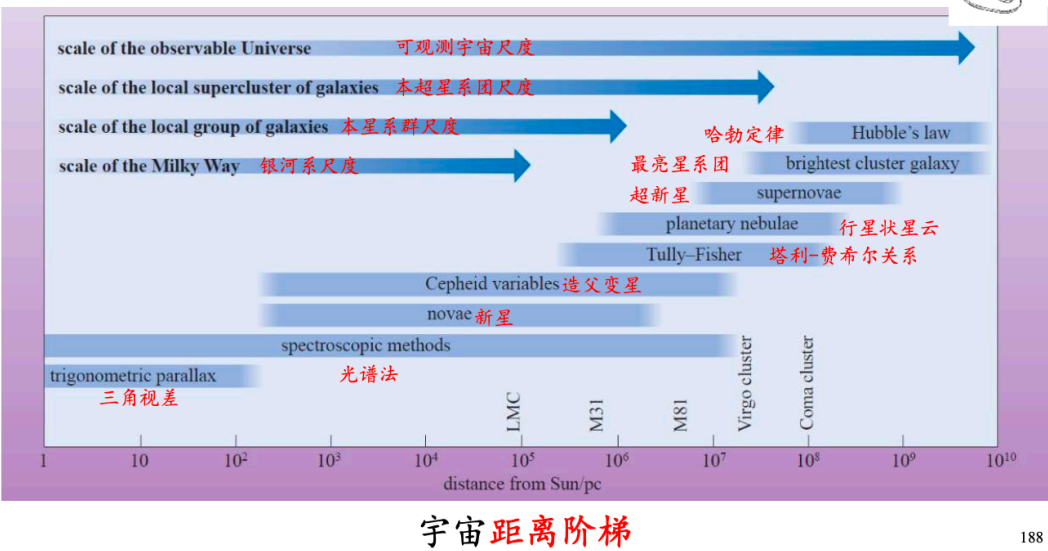 scale of the observable Universe 可观测宇宙尺度
scale of the local supercluster of galaxies 本超星系团尺度
scale of the local group of galaxies 本星系群尺度
哈勃定律 Hubble's law
scale of the Milky Way 银河系尺度
最亮星系团 brightest cluster galaxy
超新星 supernovae
planetary nebulae 行星状星云
Tully–Fisher 塔利-费希尔关系
Cepheid variables 造父变星
novae 新星
spectroscopic methods
光谱法
trigonometric parallax
三角视差
LMC
M31
M81
Virgo cluster
Coma cluster
1 10 10² 10³ 10⁴ 10⁵ 10⁶ 10⁷ 10⁸ 10⁹ 10¹⁰
distance from Sun/pc
宇宙距离阶梯
188